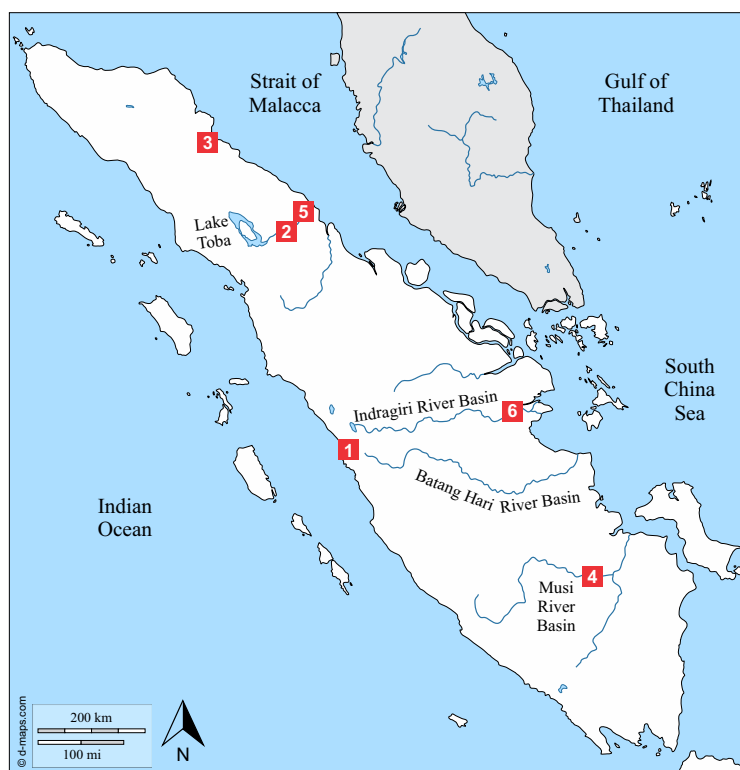 Strait of
Malacca
Gulf of
Thailand
3
5
2
Lake
Toba
South
China
Sea
Indragiri River Basin
6
1
Batang Hari River Basin
Indian
Ocean
4
Musi
River
Basin
200 km
100 mi
N
© d-maps.com